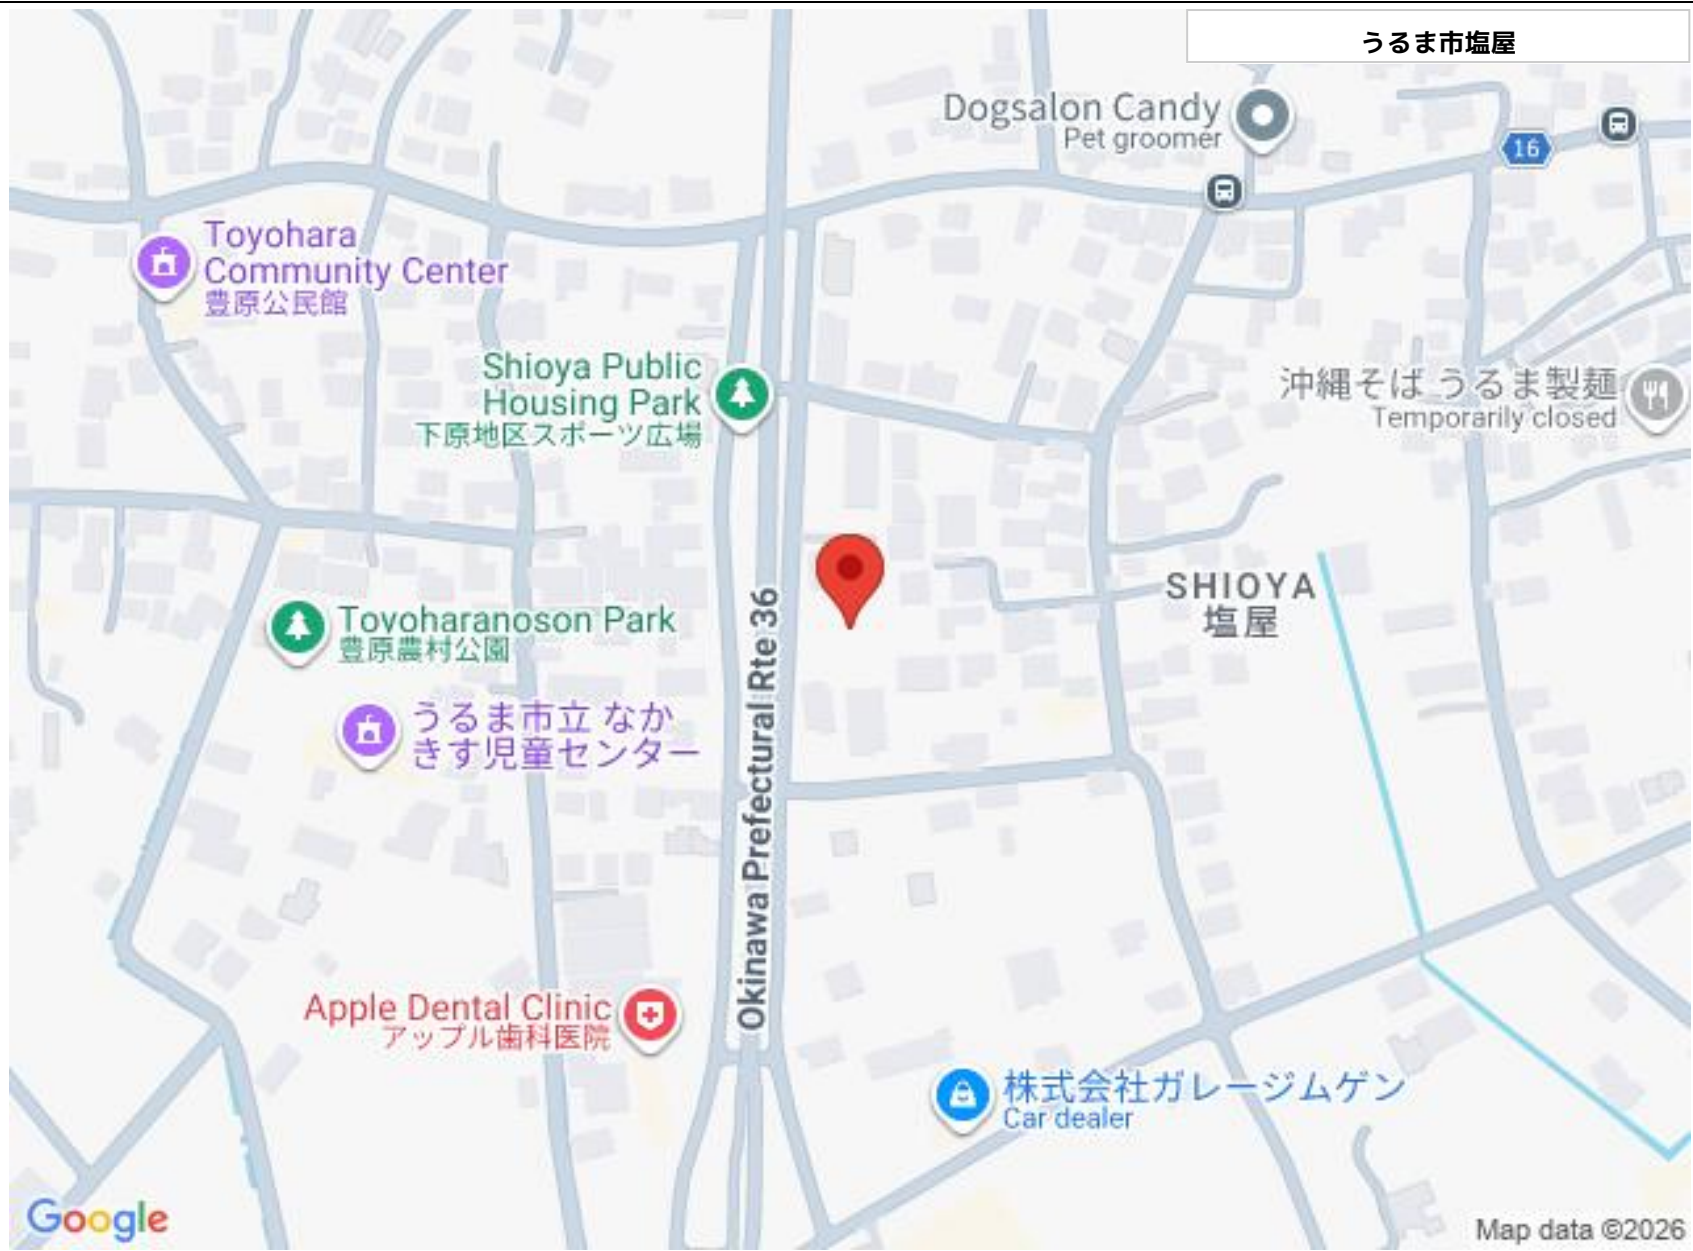 うるま市塩屋
Dogsalon Candy
Pet groomer
16
Toyohara
Community Center
豊原公民館
Shioya Public
Housing Park
下原地区スポーツ広場
沖縄そば うるま製麺
Temporarily closed
SHIOYA
塩屋
Toyoharanoson Park
豊原農村公園
うるま市立 なか
きす児童センター
Okinawa Prefectural Rte 36
Apple Dental Clinic
アップル歯科医院
株式会社ガレージムゲン
Car dealer
Google
Map data ©2026